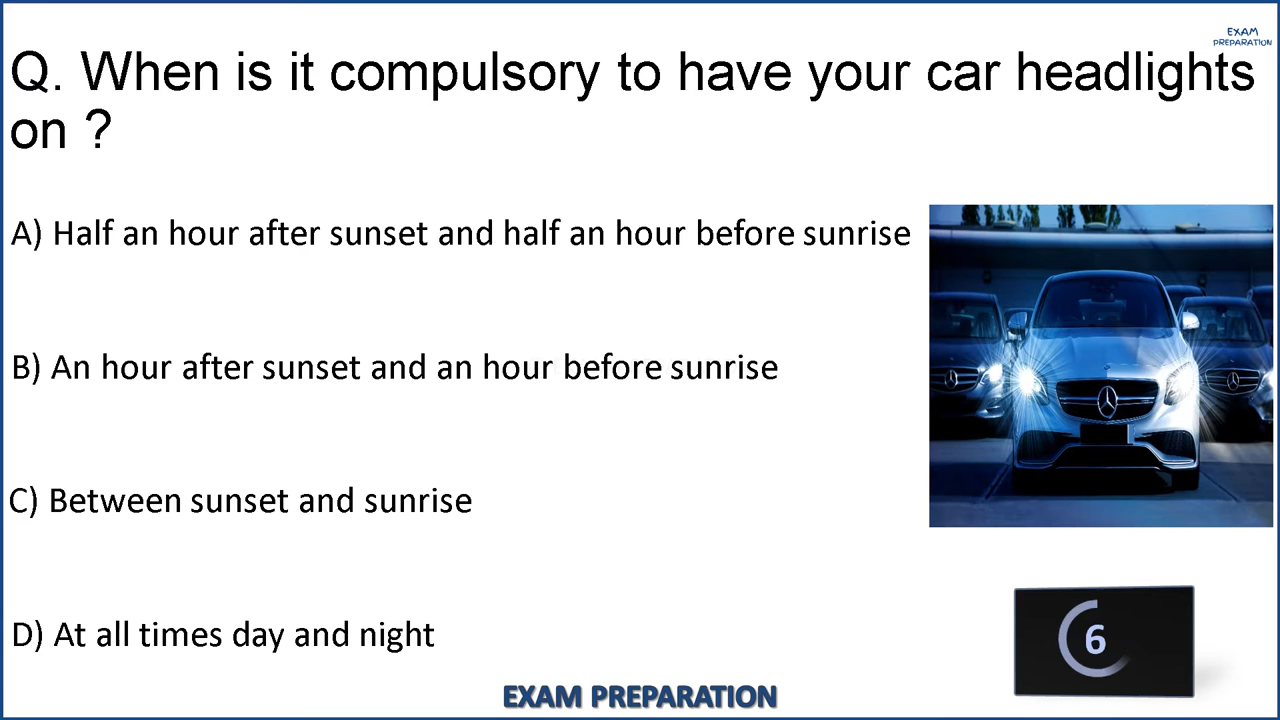 EXAM
PREPARATION
Q. When is it compulsory to have your car headlights
on ?
A) Half an hour after sunset and half an hour before sunrise
B) An hour after sunset and an hour before sunrise
C) Between sunset and sunrise
D) At all times day and night
6
EXAM PREPARATION